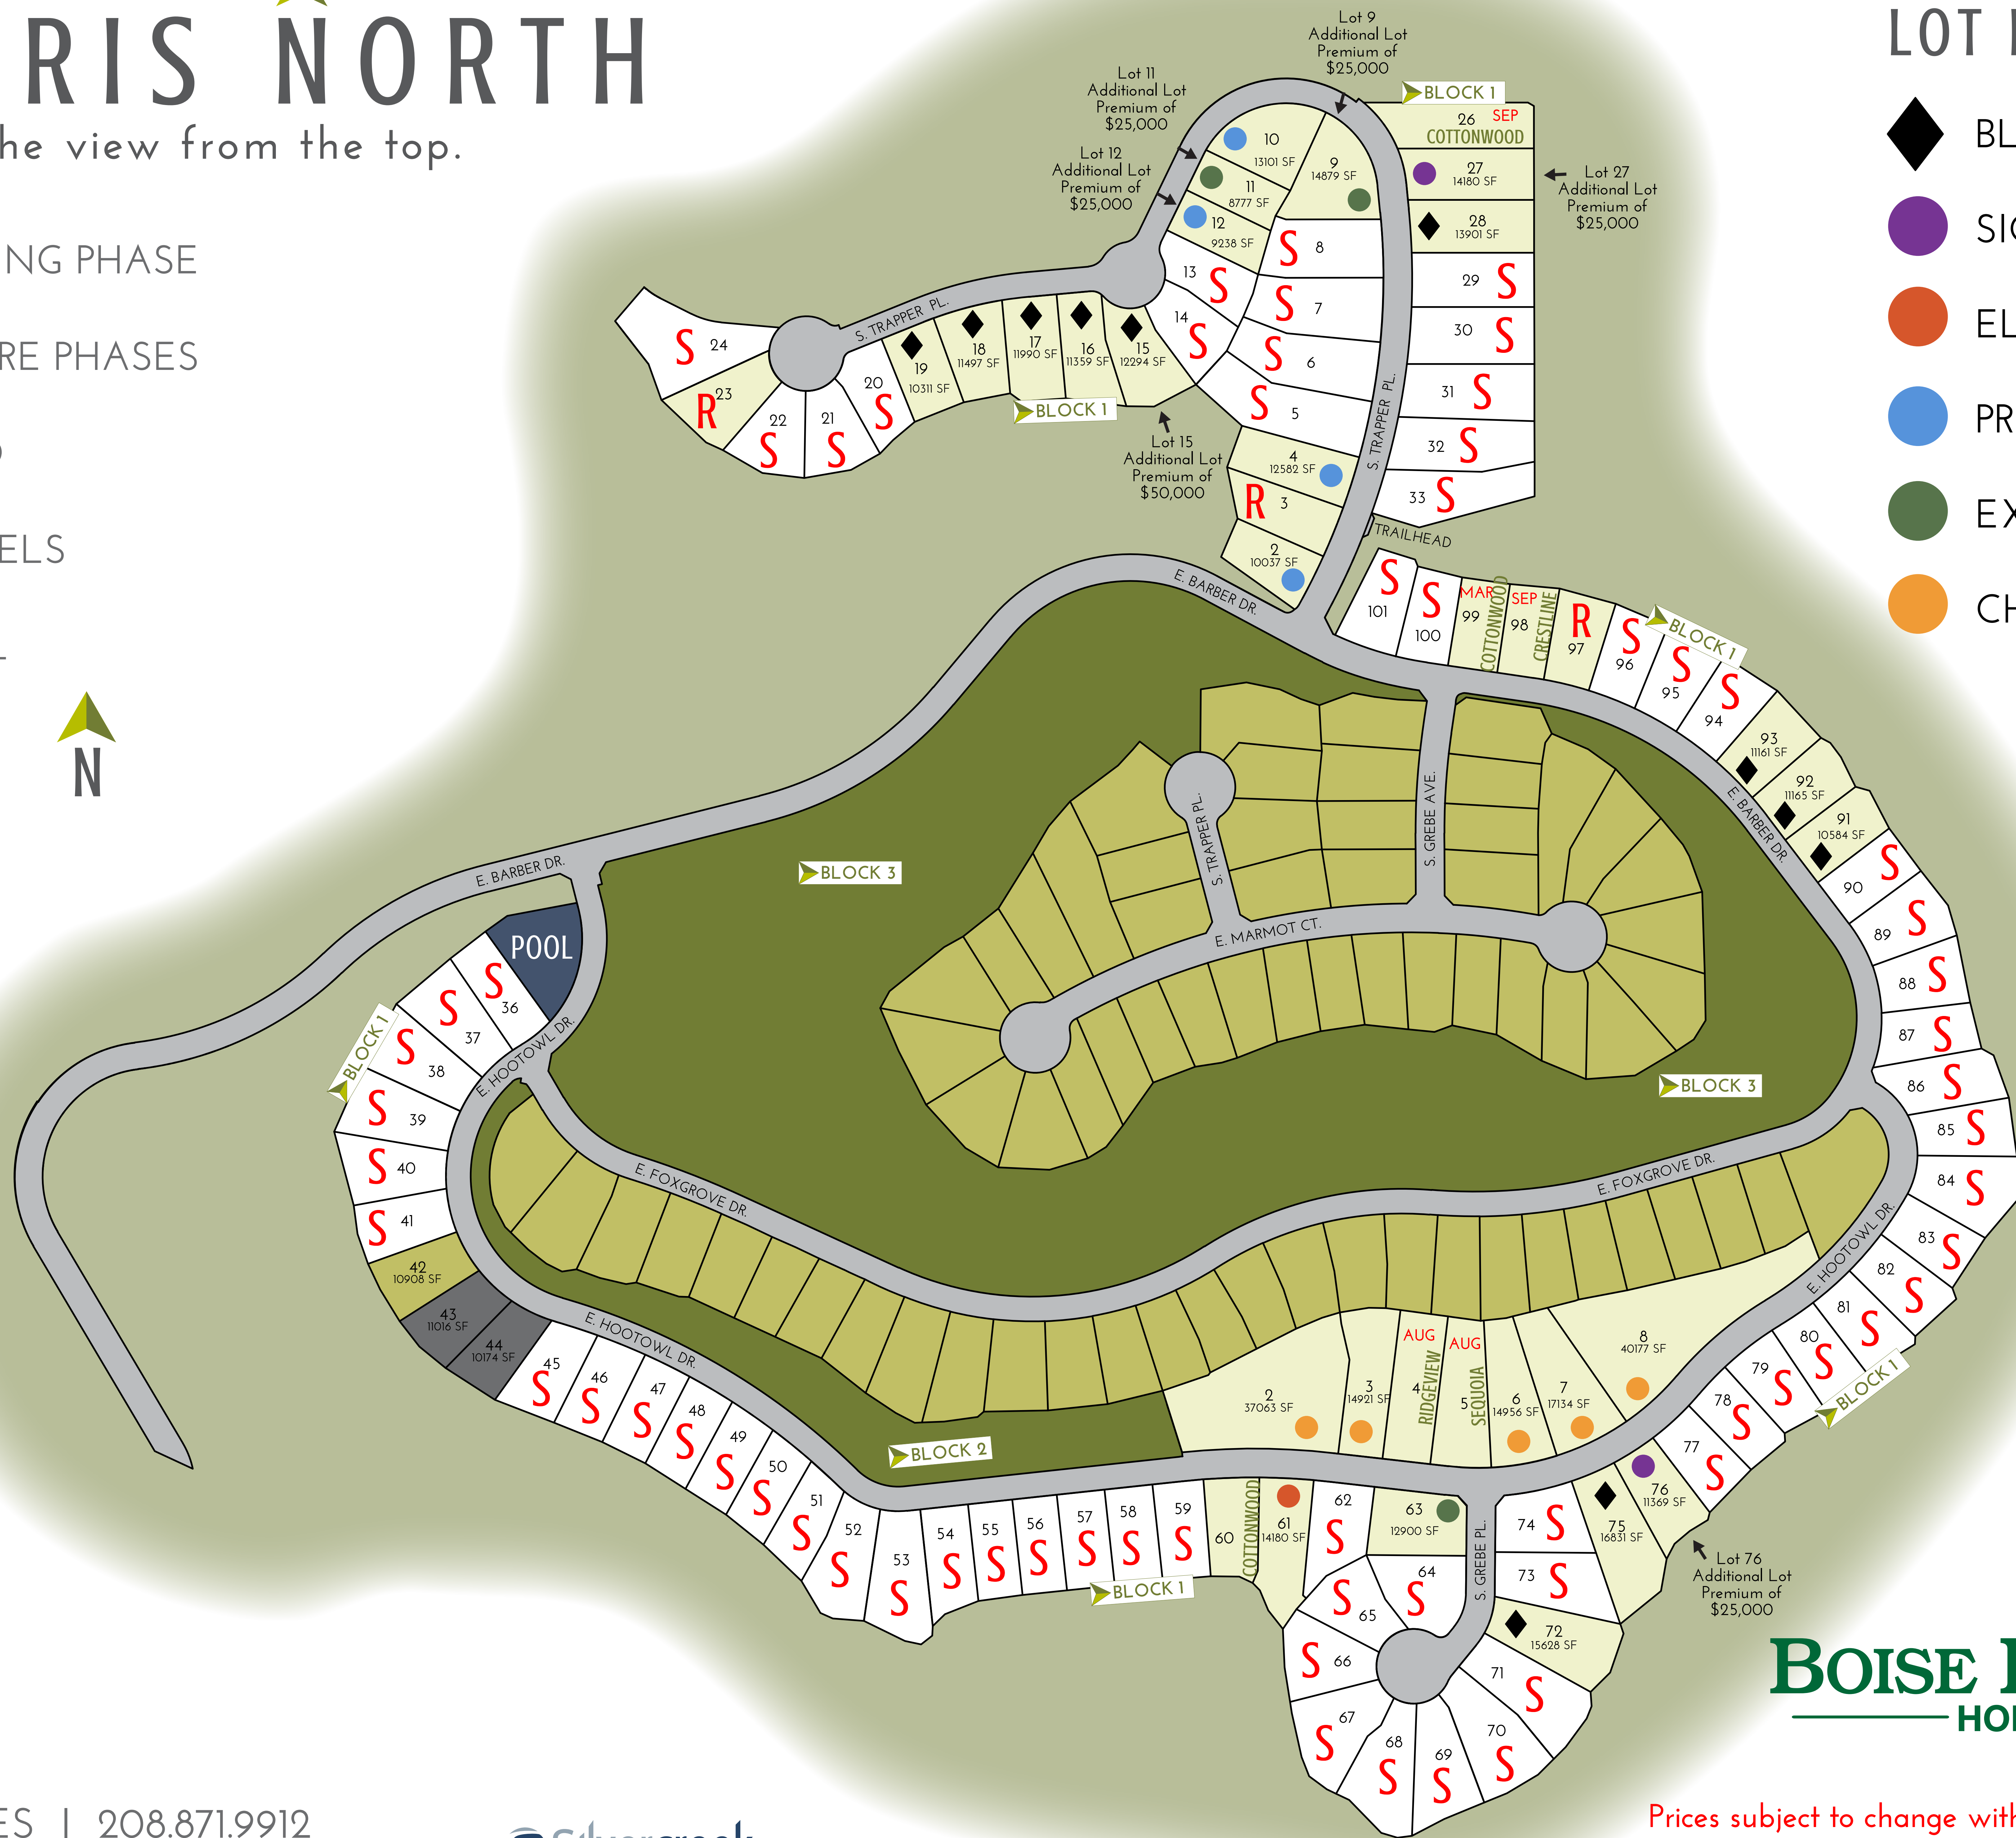 RIS NORTH
he view from the top.
NG PHASE
RE PHASES
ELS
N
LOT
BL
SIG
EL
PR
EX
CH
Lot 9
Additional Lot
Premium of
$25,000
Lot 11
Additional Lot
Premium of
$25,000
Lot 12
Additional Lot
Premium of
$25,000
Lot 27
Additional Lot
Premium of
$25,000
Lot 15
Additional Lot
Premium of
$50,000
BLOCK 1
26 SEP
COTTONWOOD
27
14180 SF
28
13901 SF
29 S
30 S
31 S
32 S
33 S
10
13101 SF
9
14879 SF
11
8777 SF
12
9238 SF
S 8
S 7
S 6
S 5
13 S
14 S
4
12582 SF
R 3
2
10037 SF
S. TRAPPER PL.
S. TRAPPER PL.
15
12294 SF
16
11359 SF
17
11990 SF
18
11497 SF
19
10311 SF
20 S
21 S
22 S
23 R
S 24
BLOCK 1
TRAILHEAD
E. BARBER DR.
S 101
S 100
MAR
99
COTTONWOOD
SEP
98
CRESTLINE
R 97
S 96
S 95
S 94
BLOCK 1
93
11161 SF
92
11165 SF
91
10584 SF
E. BARBER DR.
90 S
89 S
88 S
87 S
86 S
85 S
84 S
83 S
82 S
81 S
80 S
79 S
78 S
77 S
BLOCK 1
E. HOOTOWL DR.
S. TRAPPER PL.
S. GREBE AVE.
E. MARMOT CT.
BLOCK 3
BLOCK 3
E. BARBER DR.
POOL
S 36
S 37
S 38
S 39
S 40
S 41
BLOCK 1
E. HOOTOWL DR.
42
10908 SF
43
11016 SF
44
10174 SF
E. FOXGROVE DR.
E. FOXGROVE DR.
E. HOOTOWL DR.
45 S
46 S
47 S
48 S
49 S
50 S
51 S
52 S
53 S
54 S
55 S
56 S
57 S
58 S
59 S
BLOCK 2
BLOCK 1
2
37063 SF
3
14921 SF
AUG
4
RIDGEVIEW
AUG
5
SEQUOIA
6
14956 SF
7
17134 SF
8
40177 SF
60
COTTONWOOD
61
14180 SF
62 S
63
12900 SF
64 S
S 65
S 66
S 67
68 S
69 S
70 S
71 S
72
15628 SF
73 S
74 S
75
16831 SF
76
11369 SF
S. GREBE PL.
Lot 76
Additional Lot
Premium of
$25,000
BOISE
HO
Prices subject to change with
ES | 208.871.9912